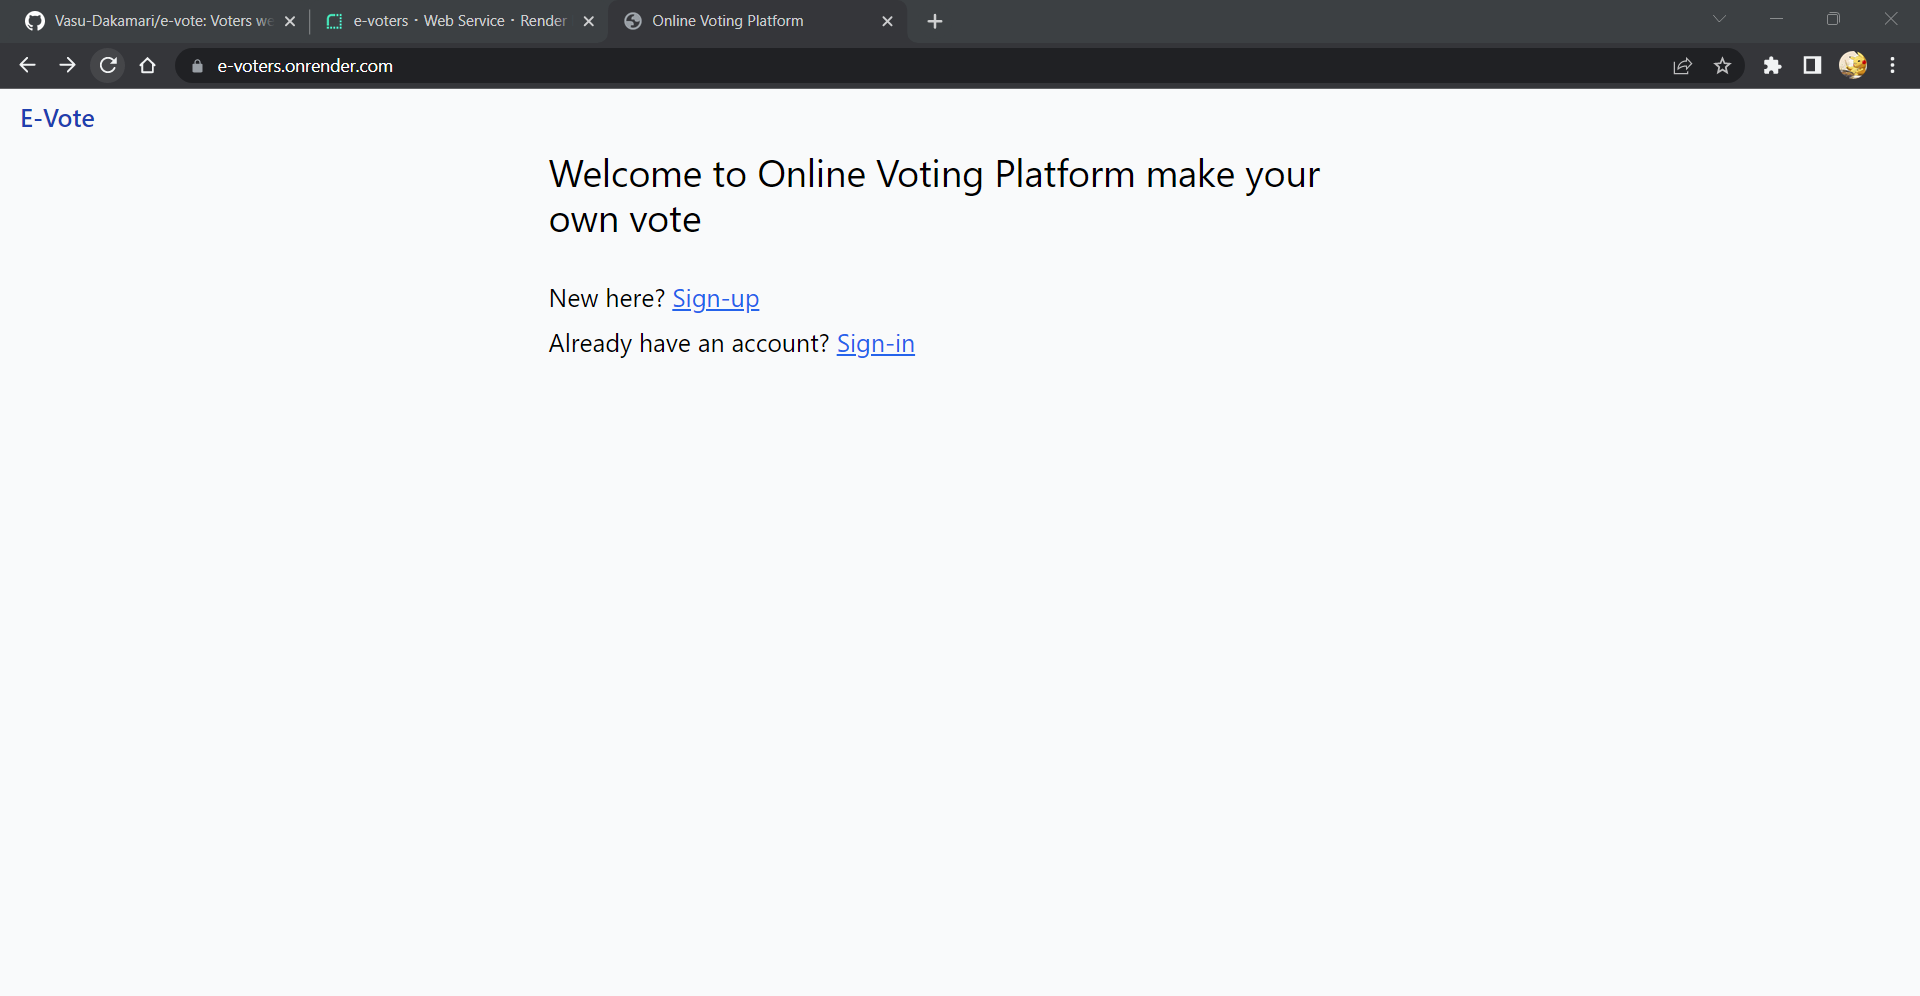 Vasu-Dakamari/e-vote: Voters we
e-voters · Web Service · Render
Online Voting Platform
e-voters.onrender.com
E-Vote
Welcome to Online Voting Platform make your
own vote
New here? Sign-up
Already have an account? Sign-in